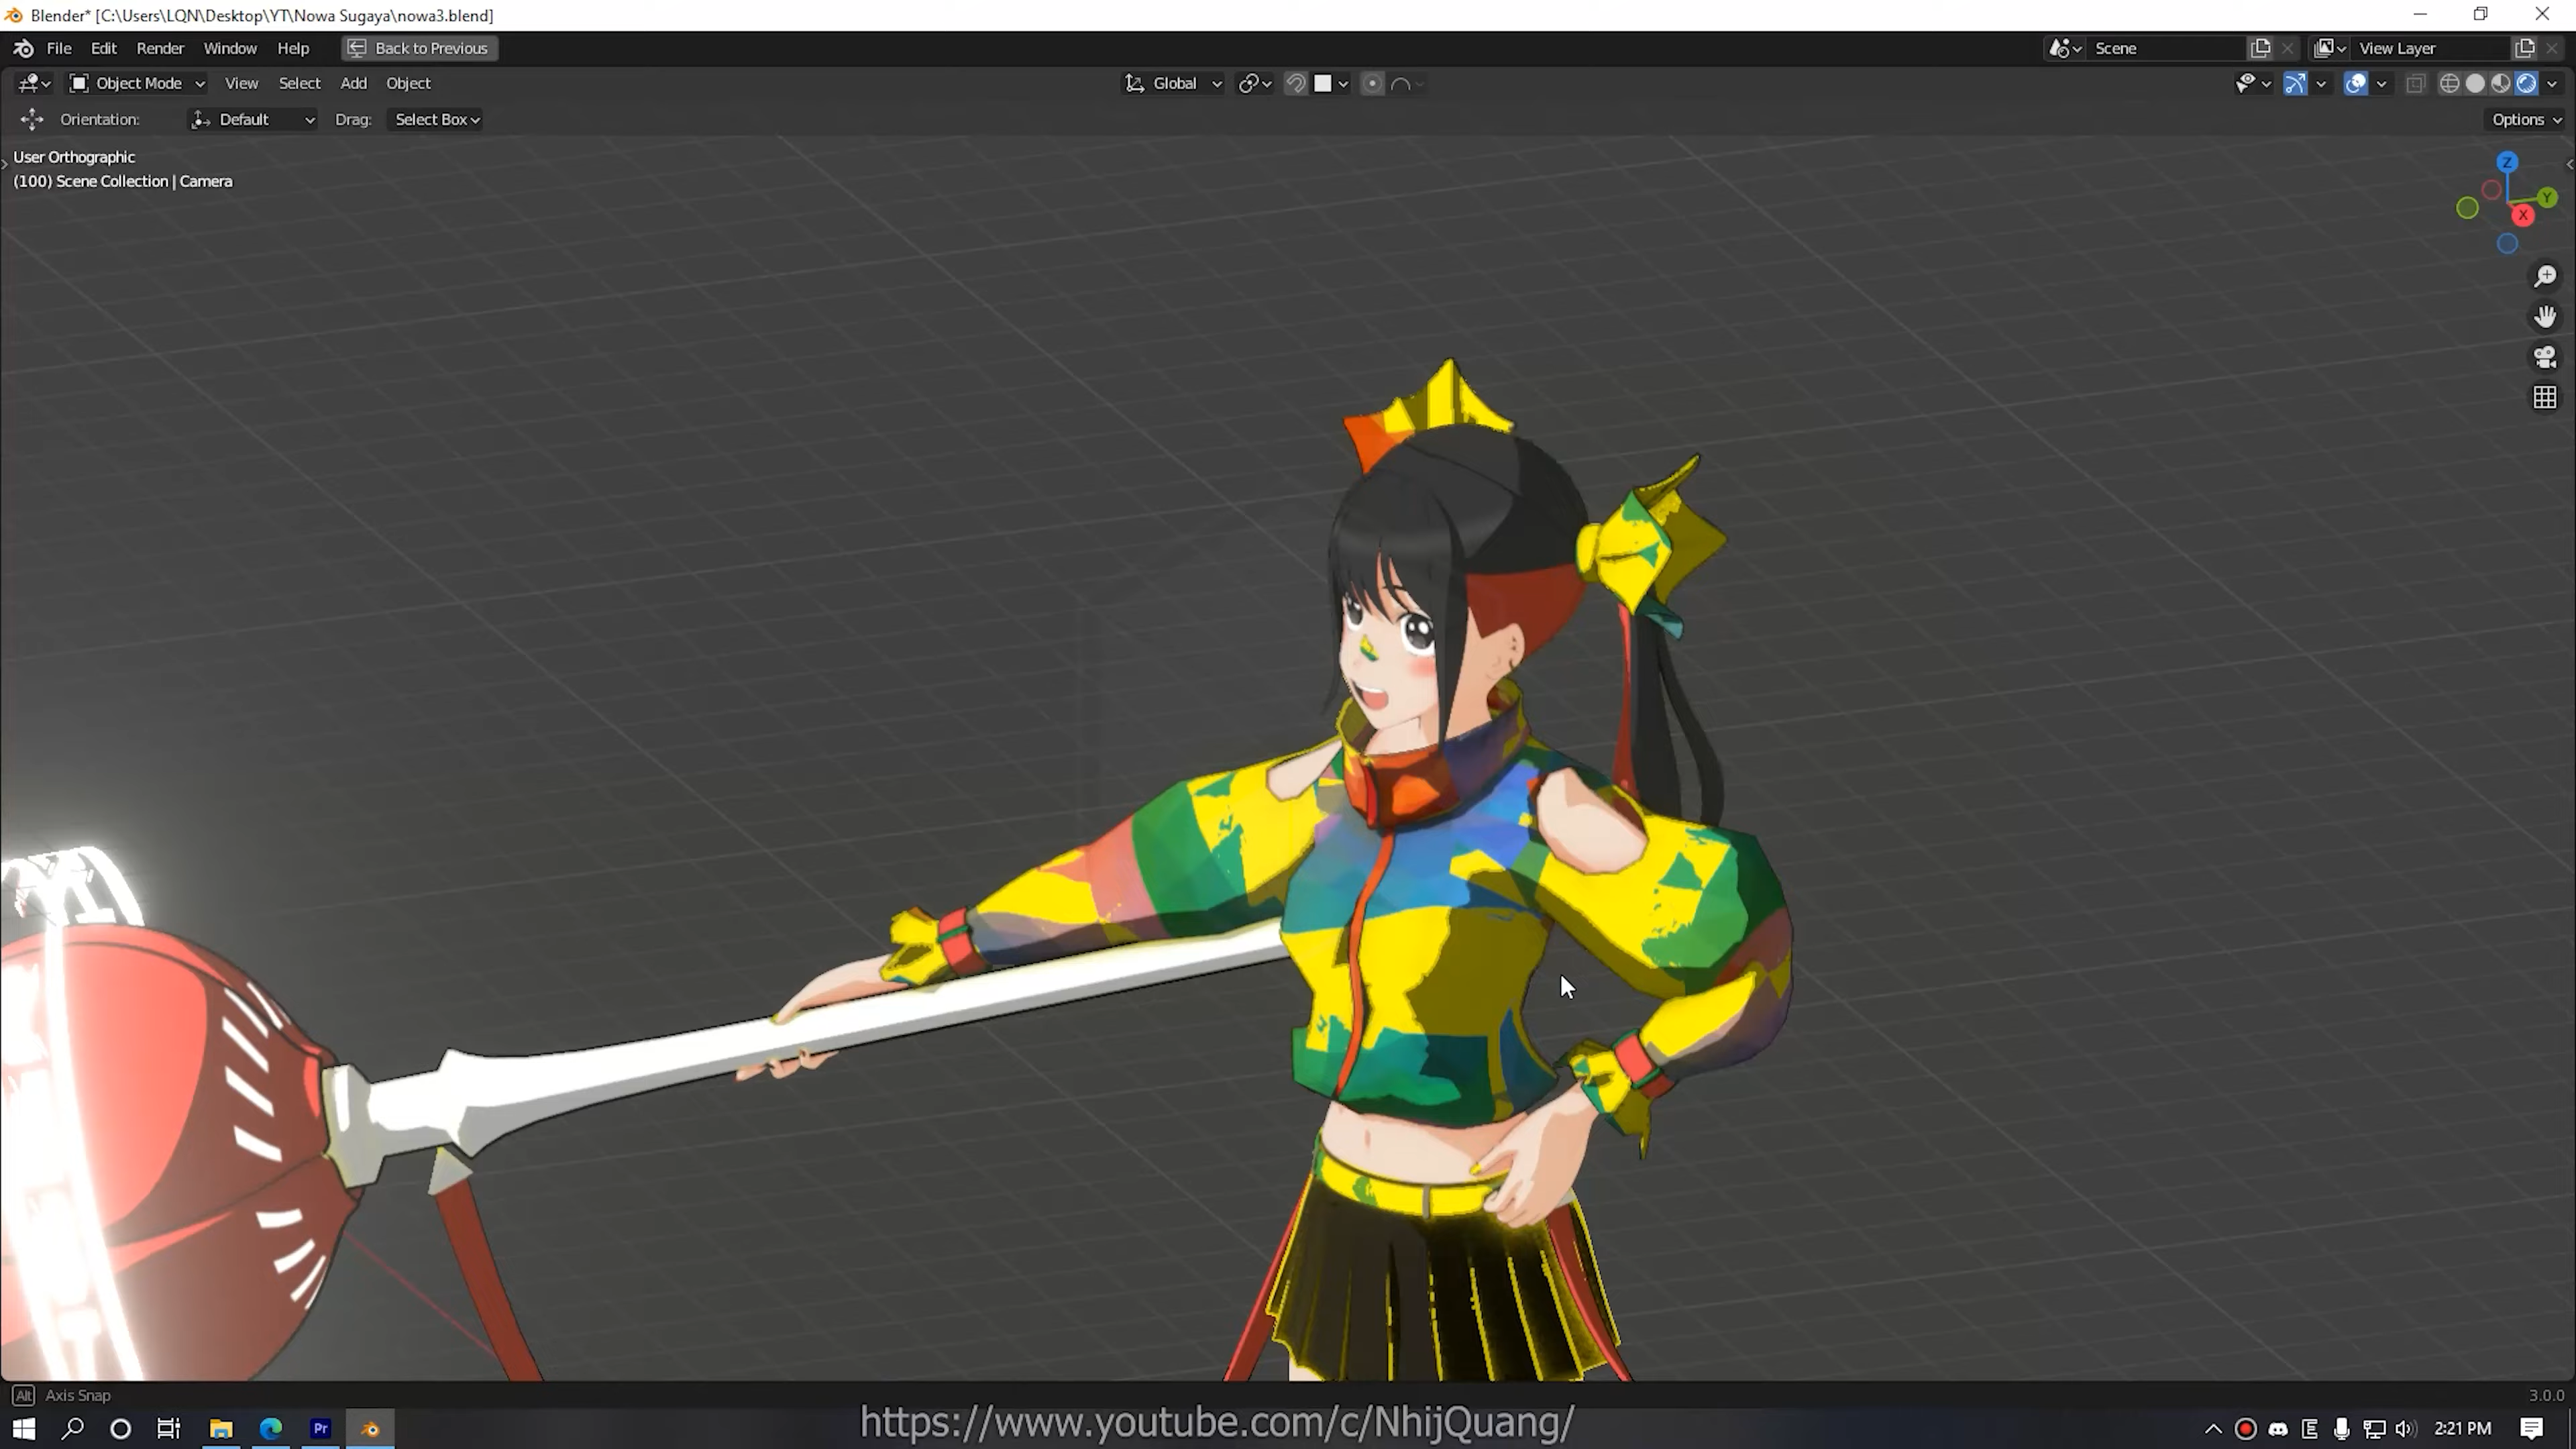 Blender* [C:\Users\LQN\Desktop\YT\Nowa Sugaya\nowa3.blend]
File Edit Render Window Help Back to Previous Scene View Layer
Object Mode View Select Add Object Global
Orientation: Default Drag: Select Box Options
User Orthographic
(100) Scene Collection | Camera
Z
Y
X
Alt Axis Snap 3.0.0
https://www.youtube.com/c/NhijQuang/
Pr E 2:21 PM